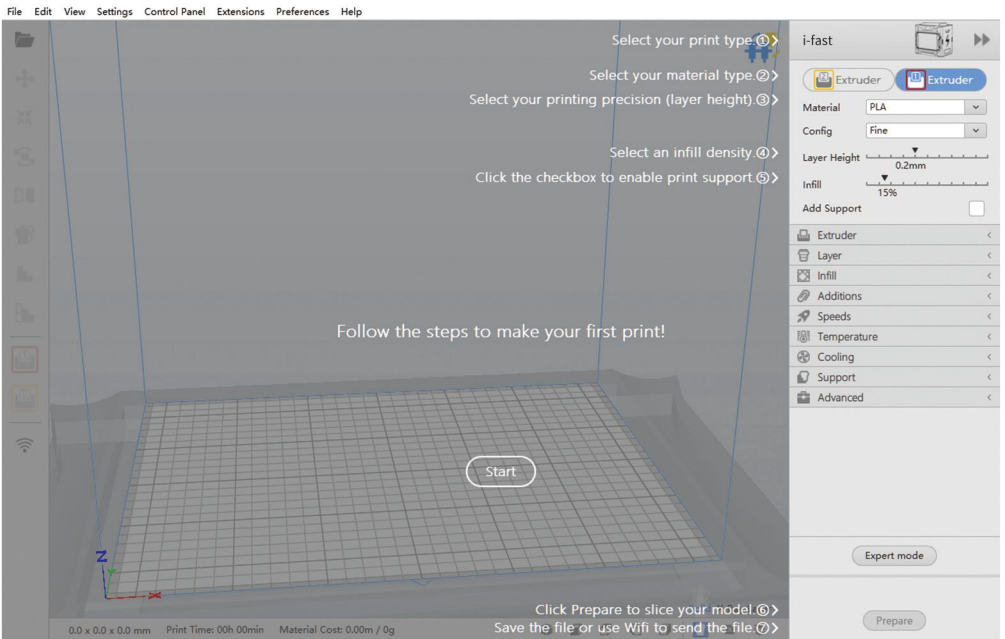 File Edit View Settings Control Panel Extensions Preferences Help
Select your print type.①
Select your material type.②
Select your printing precision (layer height).③
Select an infill density.④
Click the checkbox to enable print support.⑤
Follow the steps to make your first print!
Start
Click Prepare to slice your model.⑥
Save the file or use Wifi to send the file.⑦
Z
0.0 x 0.0 x 0.0 mm Print Time: 00h 00min Material Cost: 0.00m / 0g
i-fast
2 Extruder 1 Extruder
Material PLA
Config Fine
Layer Height
0.2mm
Infill
15%
Add Support
Extruder
Layer
Infill
Additions
Speeds
Temperature
Cooling
Support
Advanced
Expert mode
Prepare